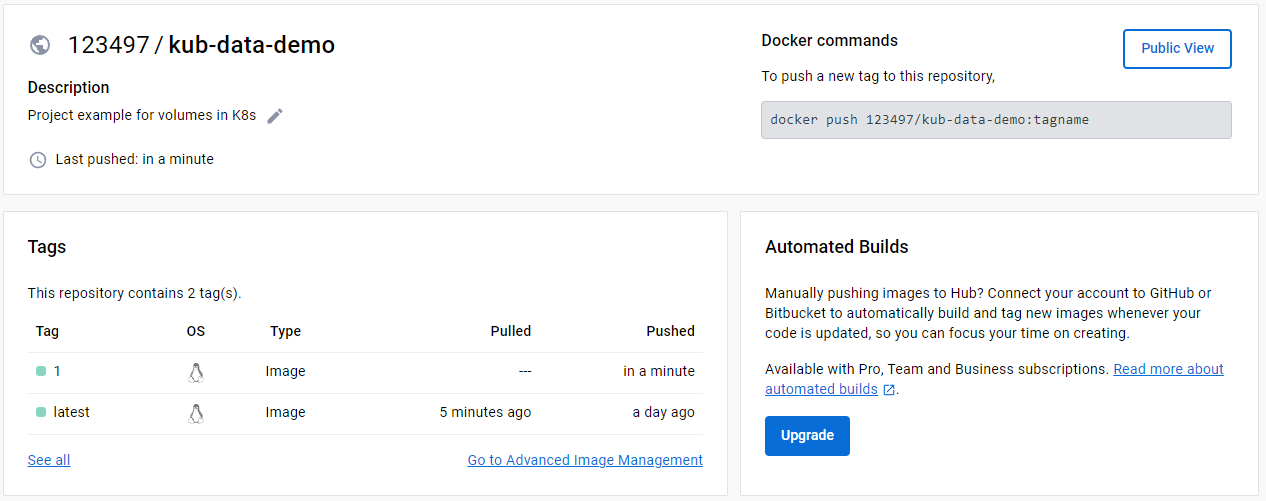 123497 / kub-data-demo
Description
Project example for volumes in K8s
Last pushed: in a minute
Docker commands
Public View
To push a new tag to this repository,
docker push 123497/kub-data-demo:tagname
Tags
This repository contains 2 tag(s).
Tag OS Type Pulled Pushed
1 Image --- in a minute
latest Image 5 minutes ago a day ago
See all Go to Advanced Image Management
Automated Builds
Manually pushing images to Hub? Connect your account to GitHub or
Bitbucket to automatically build and tag new images whenever your
code is updated, so you can focus your time on creating.
Available with Pro, Team and Business subscriptions. Read more about
automated builds .
Upgrade